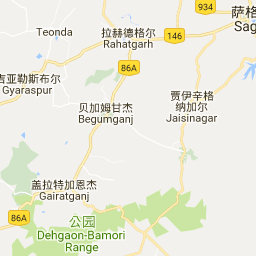 934
萨格
Sag
Teonda
拉赫德格尔
Rahatgarh
146
86A
吉亚勒斯布尔
Gyaraspur
贝加姆甘杰
Begumganj
贾伊辛格
纳加尔
Jaisinagar
盖拉特加恩杰
Gairatganj
86A
公园
Dehgaon-Bamori
Range